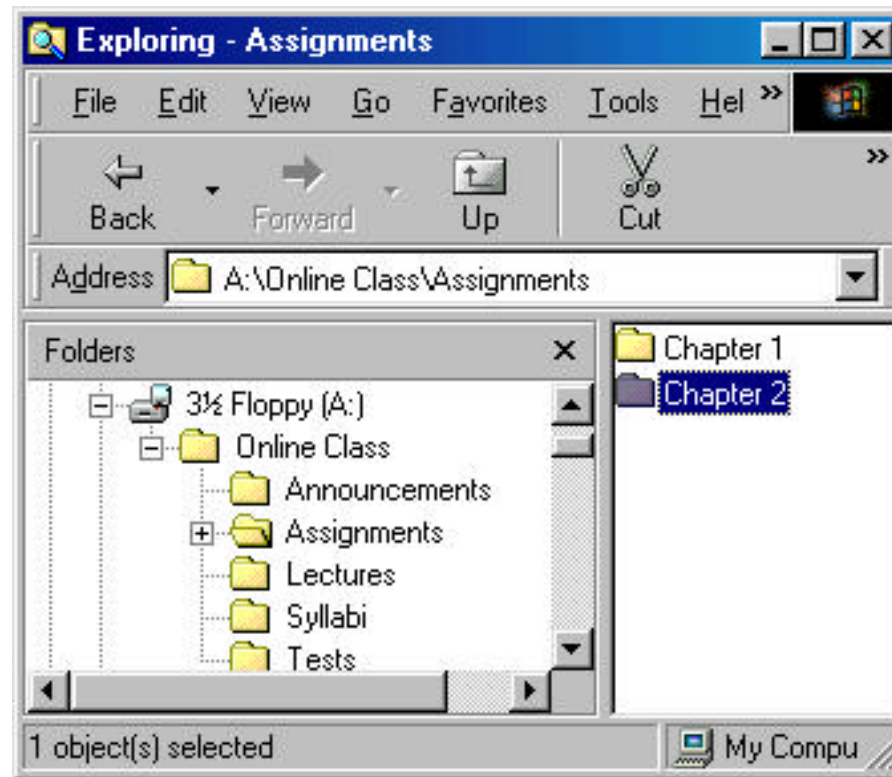 Exploring - Assignments
File Edit View Go Favorites Tools Hel »
Back Forward Up Cut »
Address A:\Online Class\Assignments
Folders
3½ Floppy (A:)
Online Class
Announcements
Assignments
Lectures
Syllabi
Tests
Chapter 1
Chapter 2
1 object(s) selected My Compu